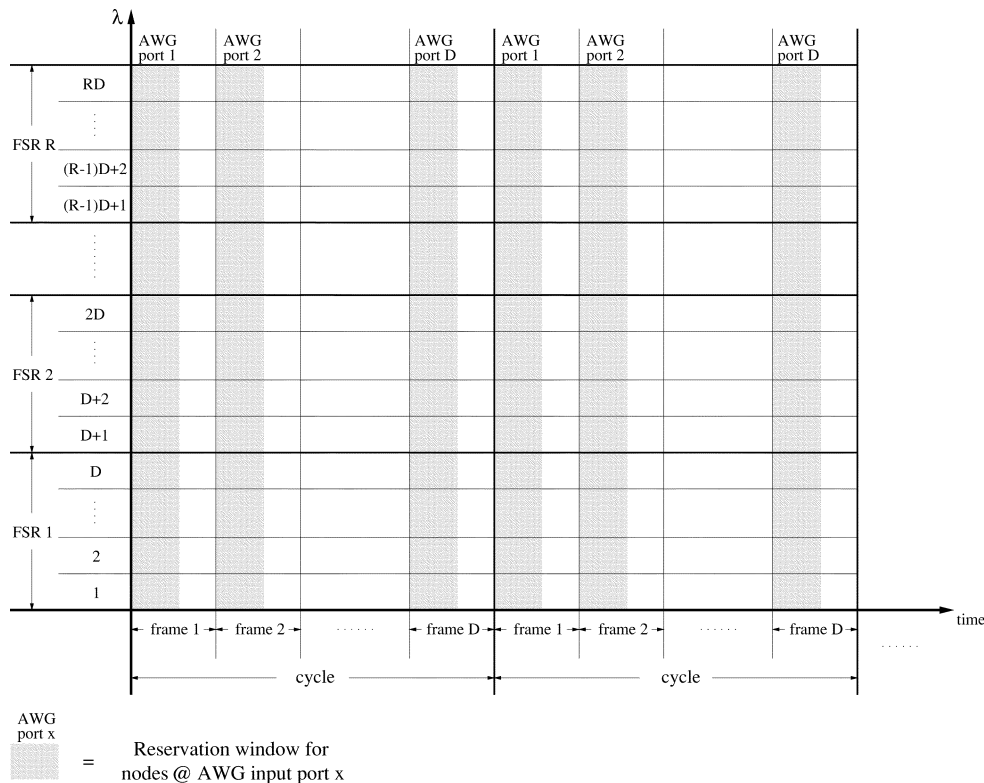 λ
AWG port 1
AWG port 2
AWG port D
AWG port 1
AWG port 2
AWG port D
RD
FSR R
(R-1)D+2
(R-1)D+1
2D
FSR 2
D+2
D+1
D
FSR 1
2
1
time
frame 1
frame 2
......
frame D
frame 1
frame 2
......
frame D
......
cycle
cycle
AWG
port x
=
Reservation window for
nodes @ AWG input port x